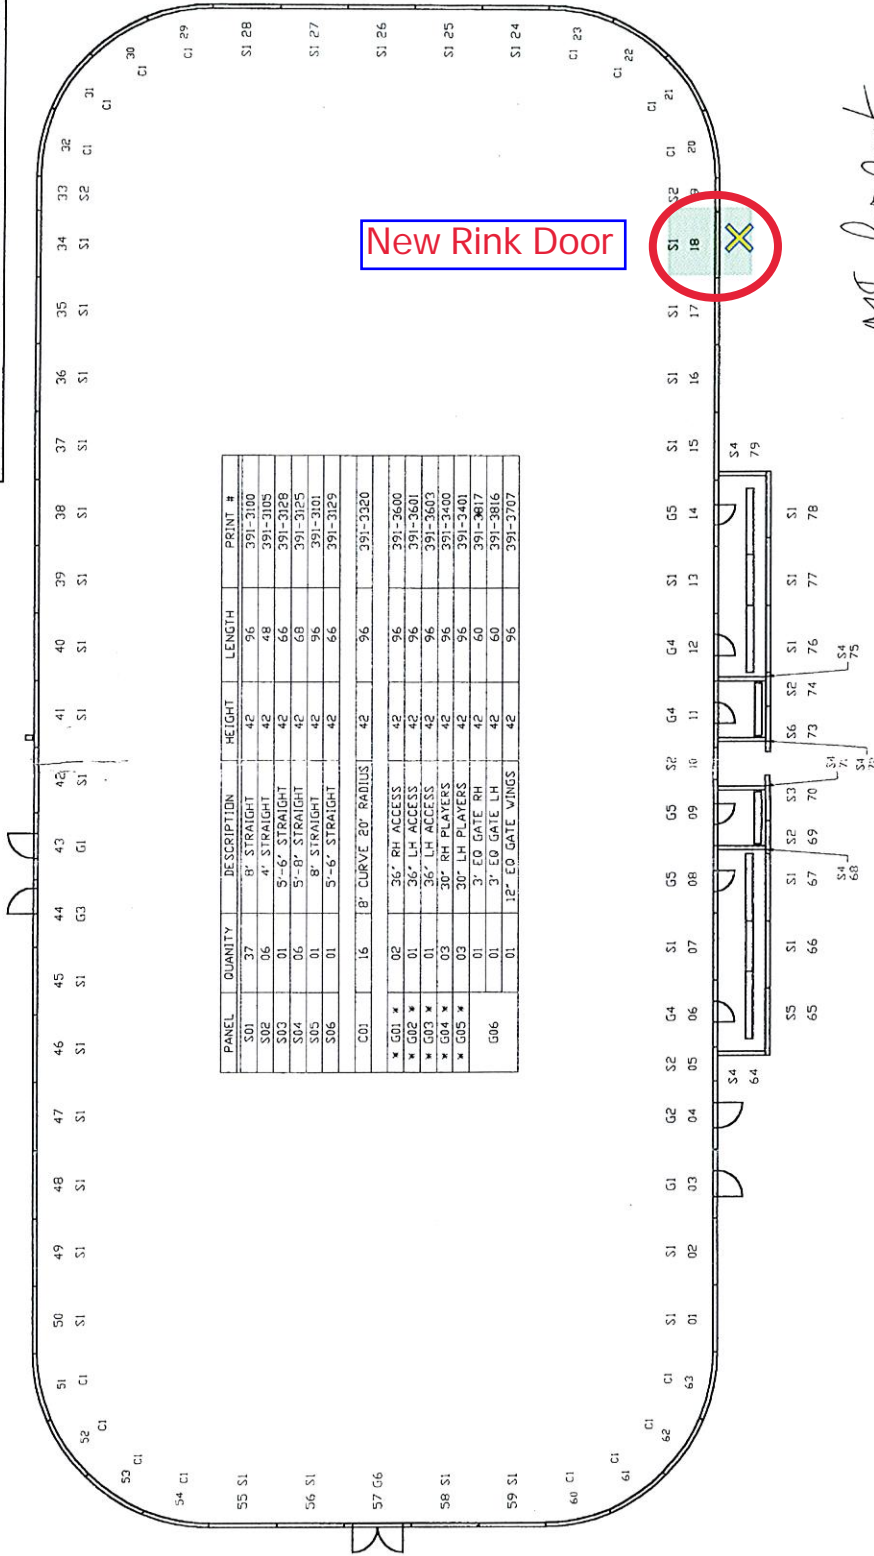 New Rink Door
PANEL QUANITY DESCRIPTION HEIGHT LENGTH PRINT #
S01 37 8' STRAIGHT 42 96 391-3100
S02 06 4' STRAIGHT 42 48 391-3105
S03 01 5'-6" STRAIGHT 42 66 391-3128
S04 06 5'-8" STRAIGHT 42 68 391-3125
S05 01 8' STRAIGHT 42 96 391-3101
S06 01 5'-6" STRAIGHT 42 66 391-3129
C01 16 8' CURVE 20' RADIUS 42 96 391-3320
* G01 * 02 36" RH ACCESS 42 96 391-3600
* G02 * 01 36" LH ACCESS 42 96 391-3601
* G03 * 01 36" LH ACCESS 42 96 391-3603
* G04 * 03 30" RH PLAYERS 42 96 391-3400
* G05 * 03 30" LH PLAYERS 42 96 391-3401
G06 01 3' EQ GATE RH 42 60
01 3' EQ GATE LH 42 60 391-3816
01 12" EQ GATE WINGS 42 96 391-3707
51 50 49 48 47 46 45 44 43 42 41 40 39 38 37 36 35 34 33 32
C1 S1 S1 S1 S1 S1 S1 G3 G1 S1 S1 S1 S1 S1 S1 S1 S1 S1 S2 C1
52 C1
53 C1
54 C1
55 S1
56 S1
57 G6
58 S1
59 S1
60 C1
61 C1
62 C1
31 C1
30 C1
29 C1
S1 28
S1 27
S1 26
S1 25
S1 24
C1 23
C1 22
C1 21
C1 S1 S1 G1 G2 S2 G4 S1 G5 G5 S2 G4 G4 S1 G5 S1 S1 S1 S1 S2 C1
63 01 02 03 04 05 06 07 08 09 10 11 12 13 14 15 16 17 18 20
S4 64
S4 79
S5 S1 S1 S2 S3 S6 S2 S1 S1 S1
65 66 67 69 70 73 74 76 77 78
S4 68
S4
S4
S4 75